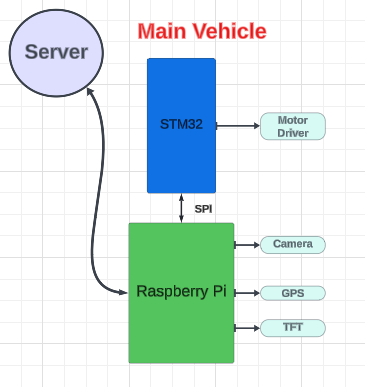 Main Vehicle
Server
STM32
Motor
Driver
SPI
Camera
Raspberry Pi
GPS
TFT